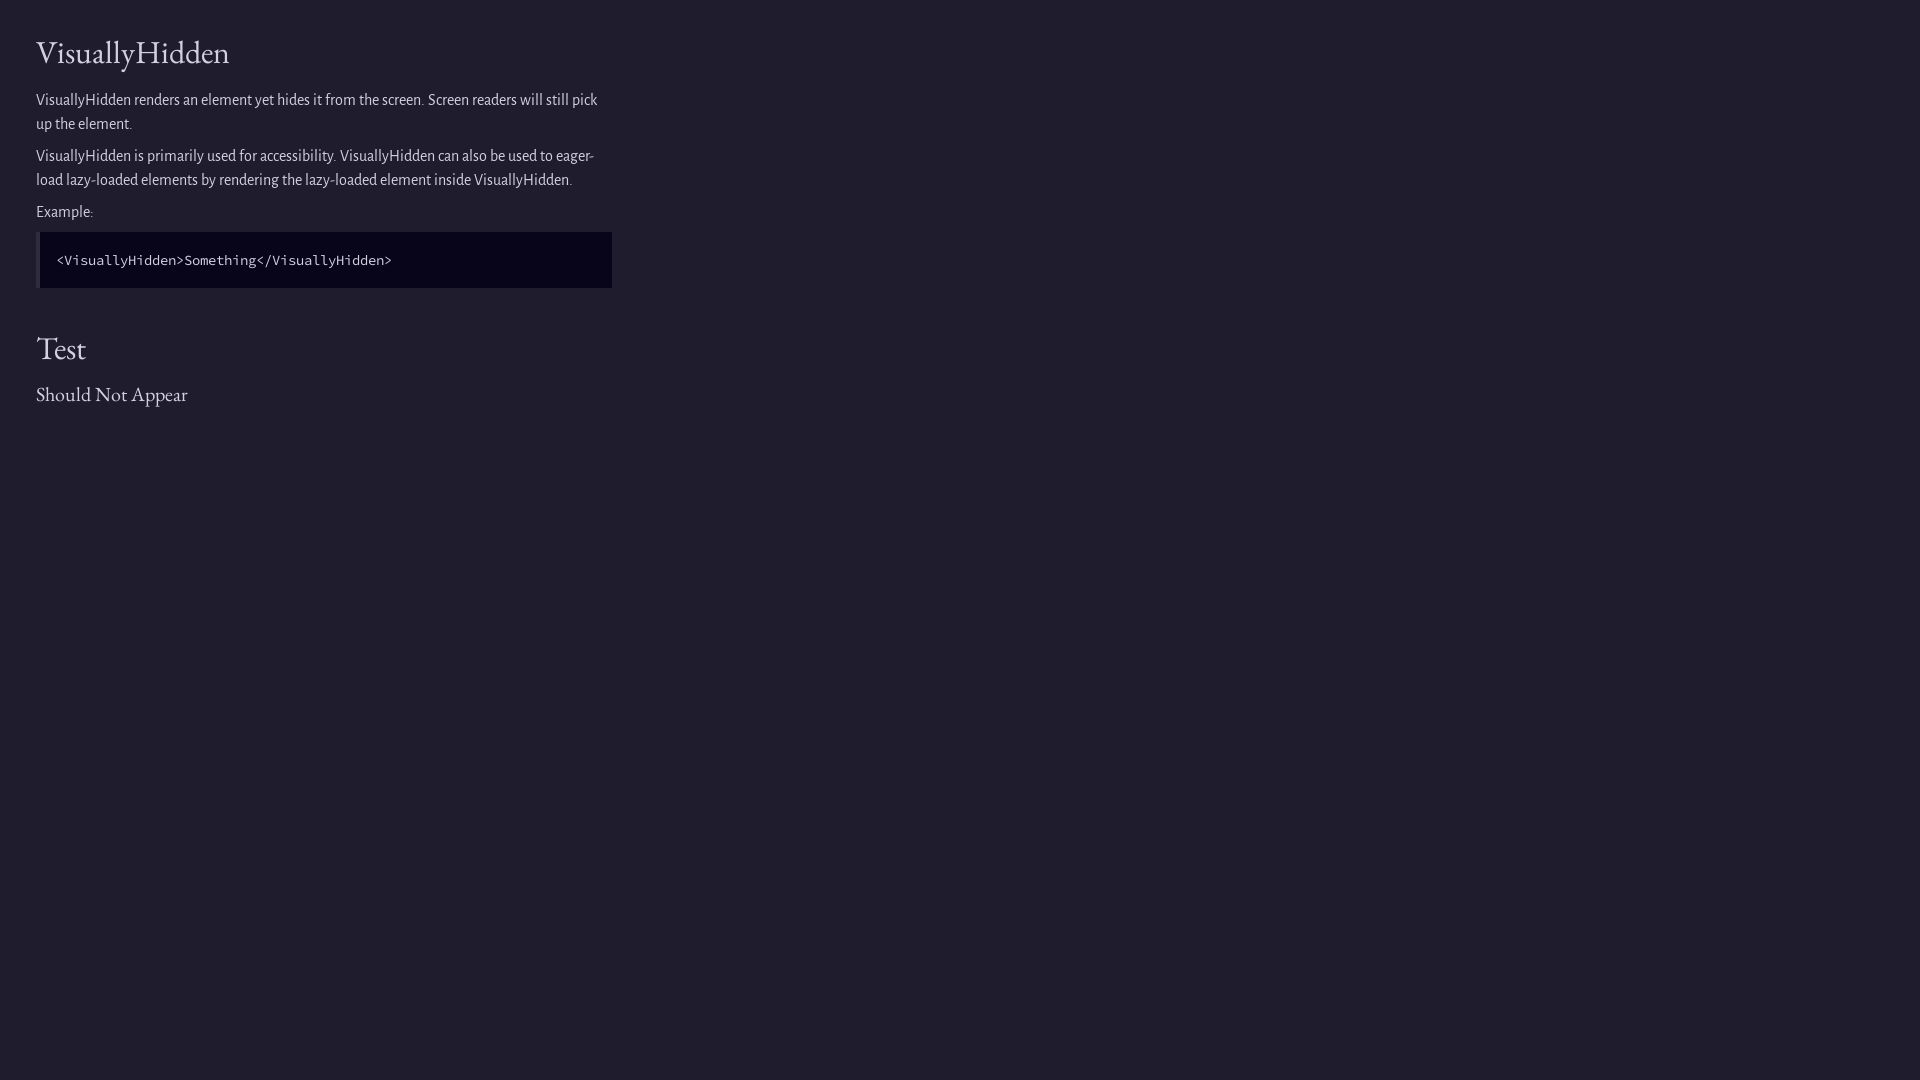 VisuallyHidden
VisuallyHidden renders an element yet hides it from the screen. Screen readers will still pick
up the element.
VisuallyHidden is primarily used for accessibility. VisuallyHidden can also be used to eager-
load lazy-loaded elements by rendering the lazy-loaded element inside VisuallyHidden.
Example:
<VisuallyHidden>Something</VisuallyHidden>
Test
Should Not Appear